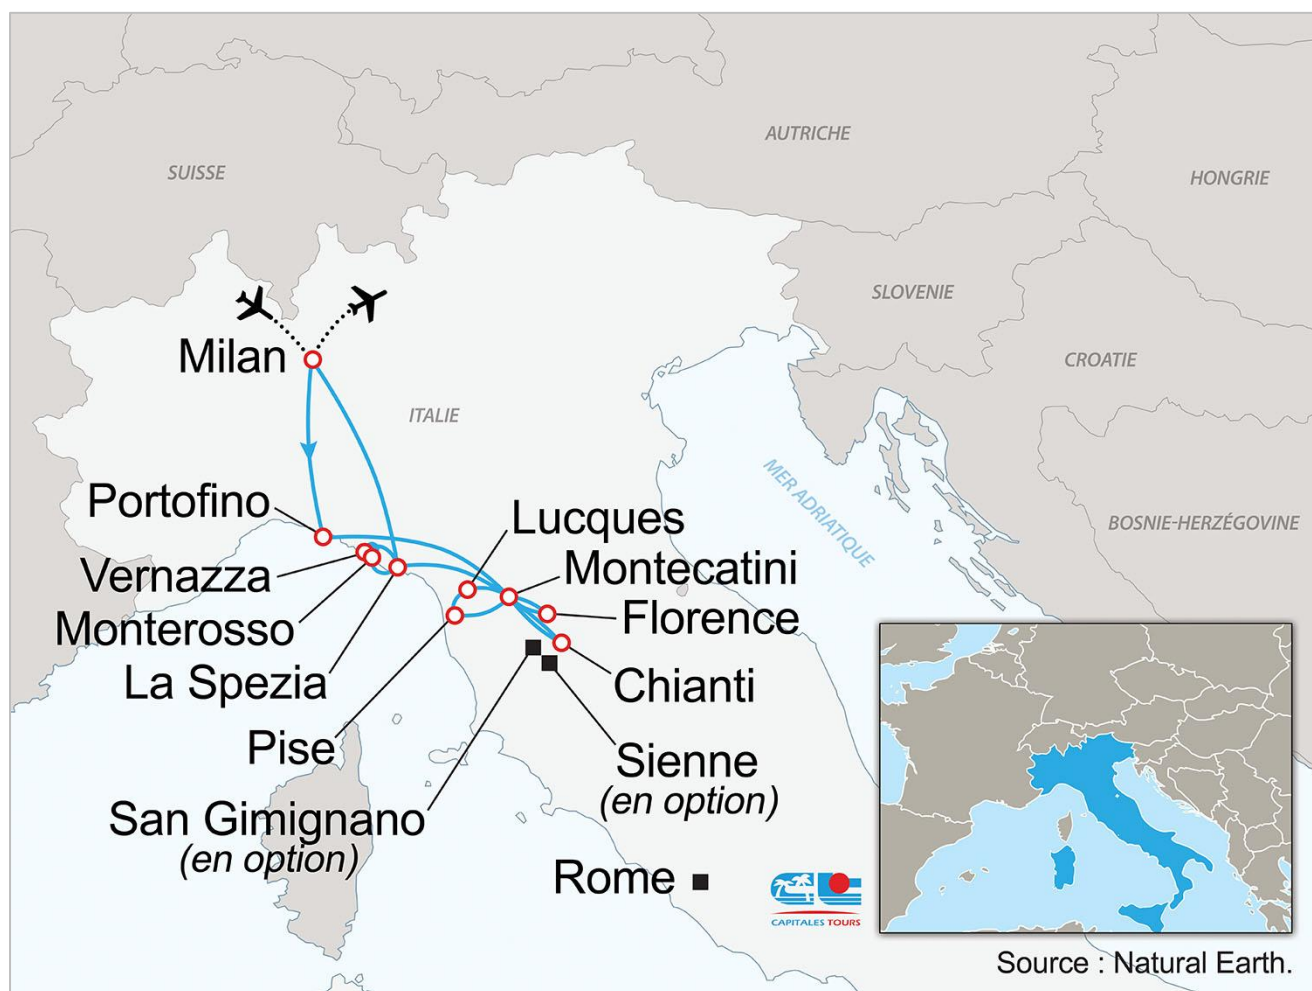 AUTRICHE
SUISSE
HONGRIE
SLOVENIE
CROATIE
Milan
ITALIE
MER ADRIATIQUE
Portofino
Lucques
BOSNIE-HERZÉGOVINE
Vernazza
Montecatini
Monterosso
Florence
La Spezia
Chianti
Pise
Sienne
(en option)
San Gimignano
(en option)
Rome
CAPITALES TOURS
Source : Natural Earth.